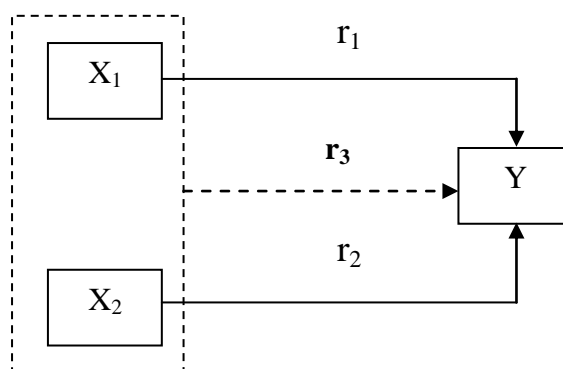 r₁
X₁
r₃
Y
r₂
X₂